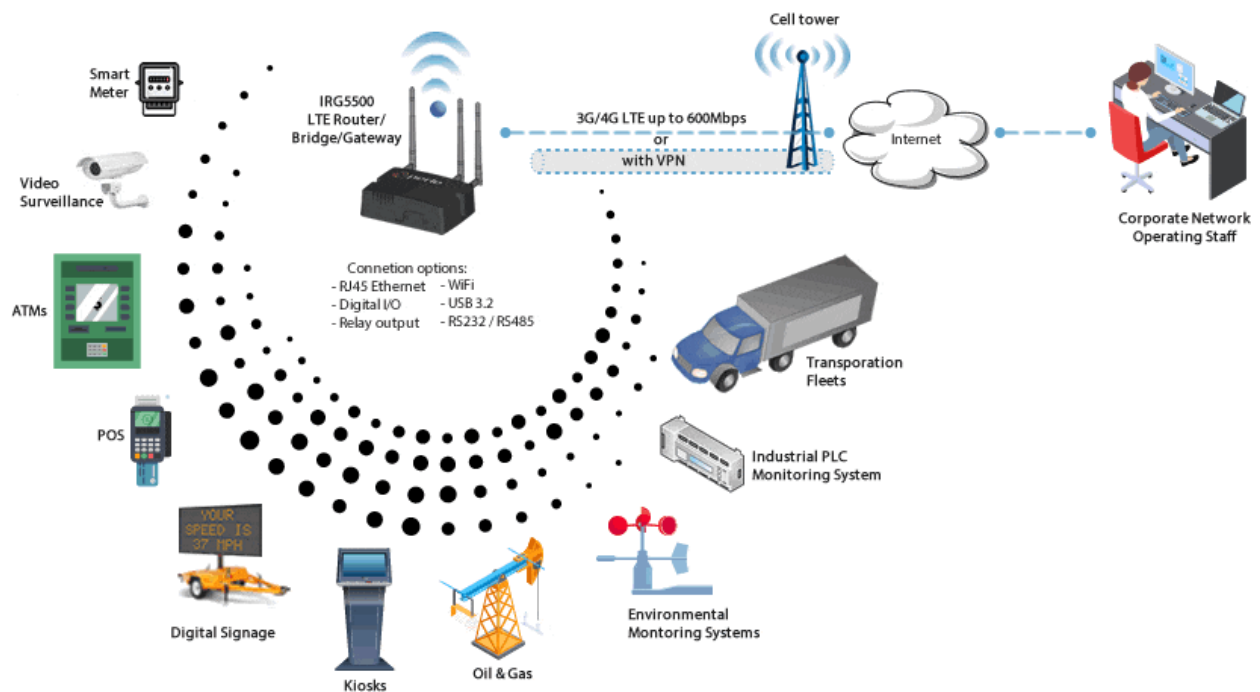 Cell tower
Smart
Meter
IRG5500
LTE Router/
Bridge/Gateway
3G/4G LTE up to 600Mbps
or
with VPN
Internet
Video
Surveillance
perle
Corporate Network
Operating Staff
Connetion options:
- RJ45 Ethernet
- Digital I/O
- Relay output
- WiFi
- USB 3.2
- RS232 / RS485
ATMs
Transporation
Fleets
POS
Industrial PLC
Monitoring System
YOUR
SPEED IS
37 MPH
Digital Signage
Kiosks
Oil & Gas
Environmental
Montoring Systems